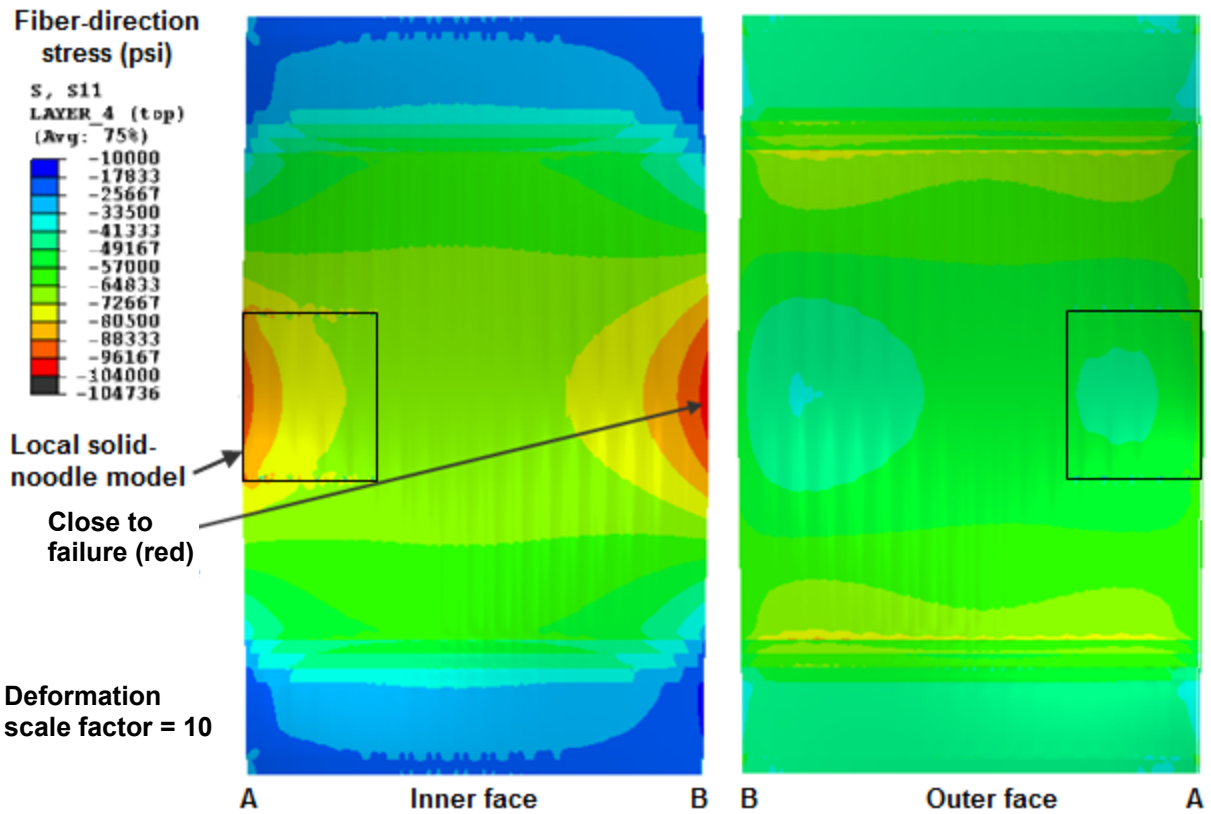 Fiber-direction
stress (psi)
S, S11
LAYER_4 (top)
(Avg: 75%)
-10000
-17833
-25667
-33500
-41333
-49167
-57000
-64833
-72667
-80500
-88333
-96167
-104000
-104736
Local solid-
noodle model
Close to
failure (red)
Deformation
scale factor = 10
A Inner face B
B Outer face A